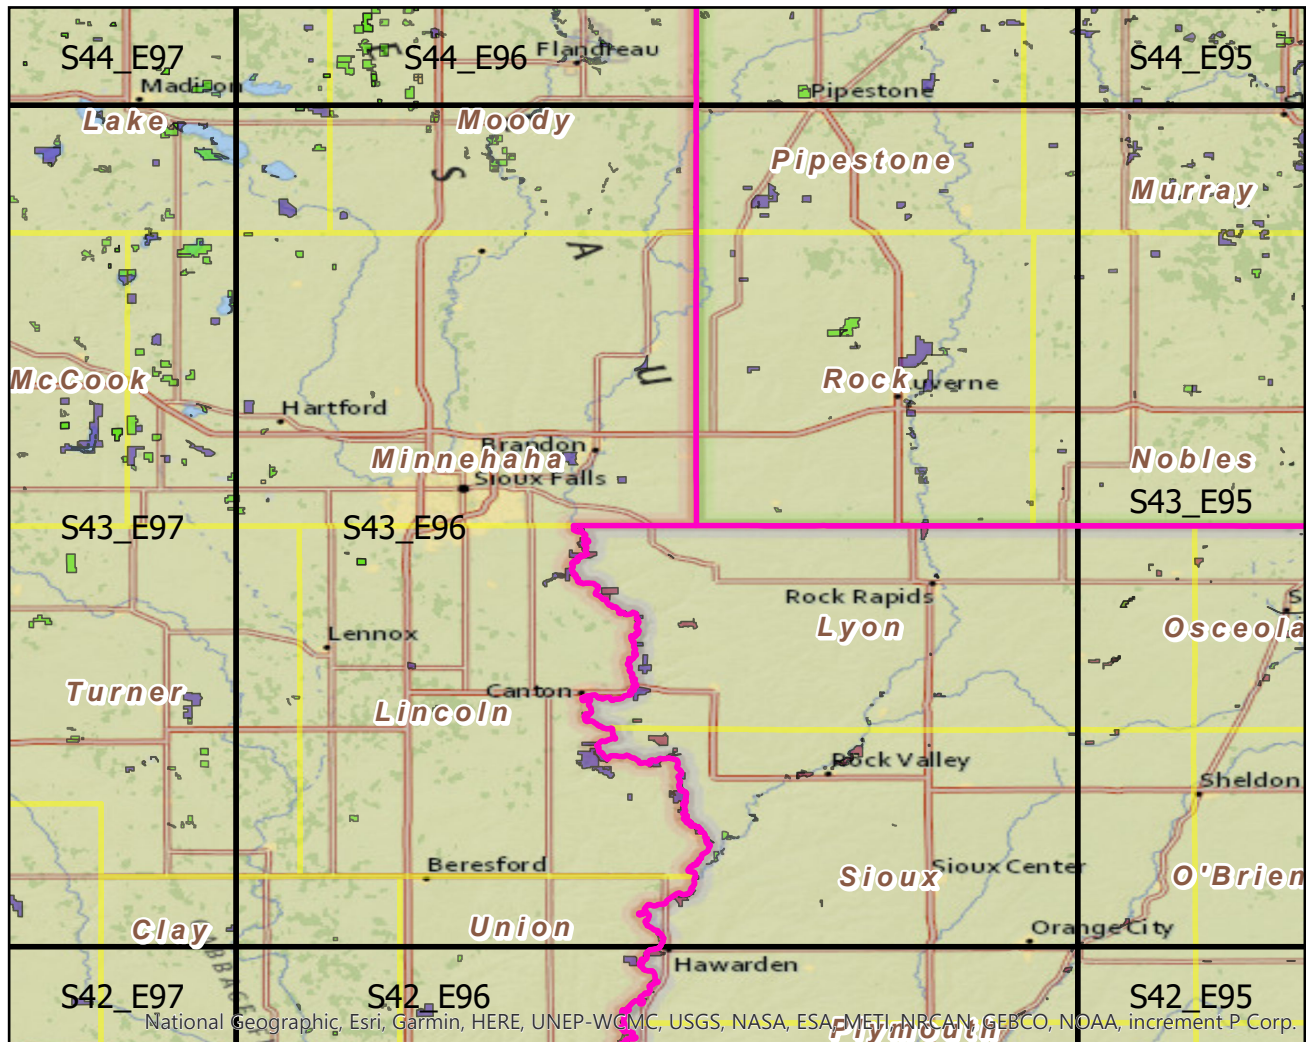 S44_E97
S44_E96
Flandreau
S44_E95
Madison
Pipestone
Lake
Moody
Pipestone
S
Murray
A
U
McCook
Rock
uverne
Hartford
Brandon
Minnehaha
Nobles
Sioux Falls
S43_E95
S43_E97
S43_E96
Rock Rapids
S
Lennox
Lyon
Osceola
Turner
Canton
Lincoln
Rock Valley
Sheldon
Beresford
Sioux
Sioux Center
O'Brien
Clay
Union
Orange City
Hawarden
S42_E97
S42_E96
S42_E95
National Geographic, Esri, Garmin, HERE, UNEP-WCMC, USGS, NASA, ESA, METI, NRCAN, GEBCO, NOAA, increment P Corp.
Plymouth